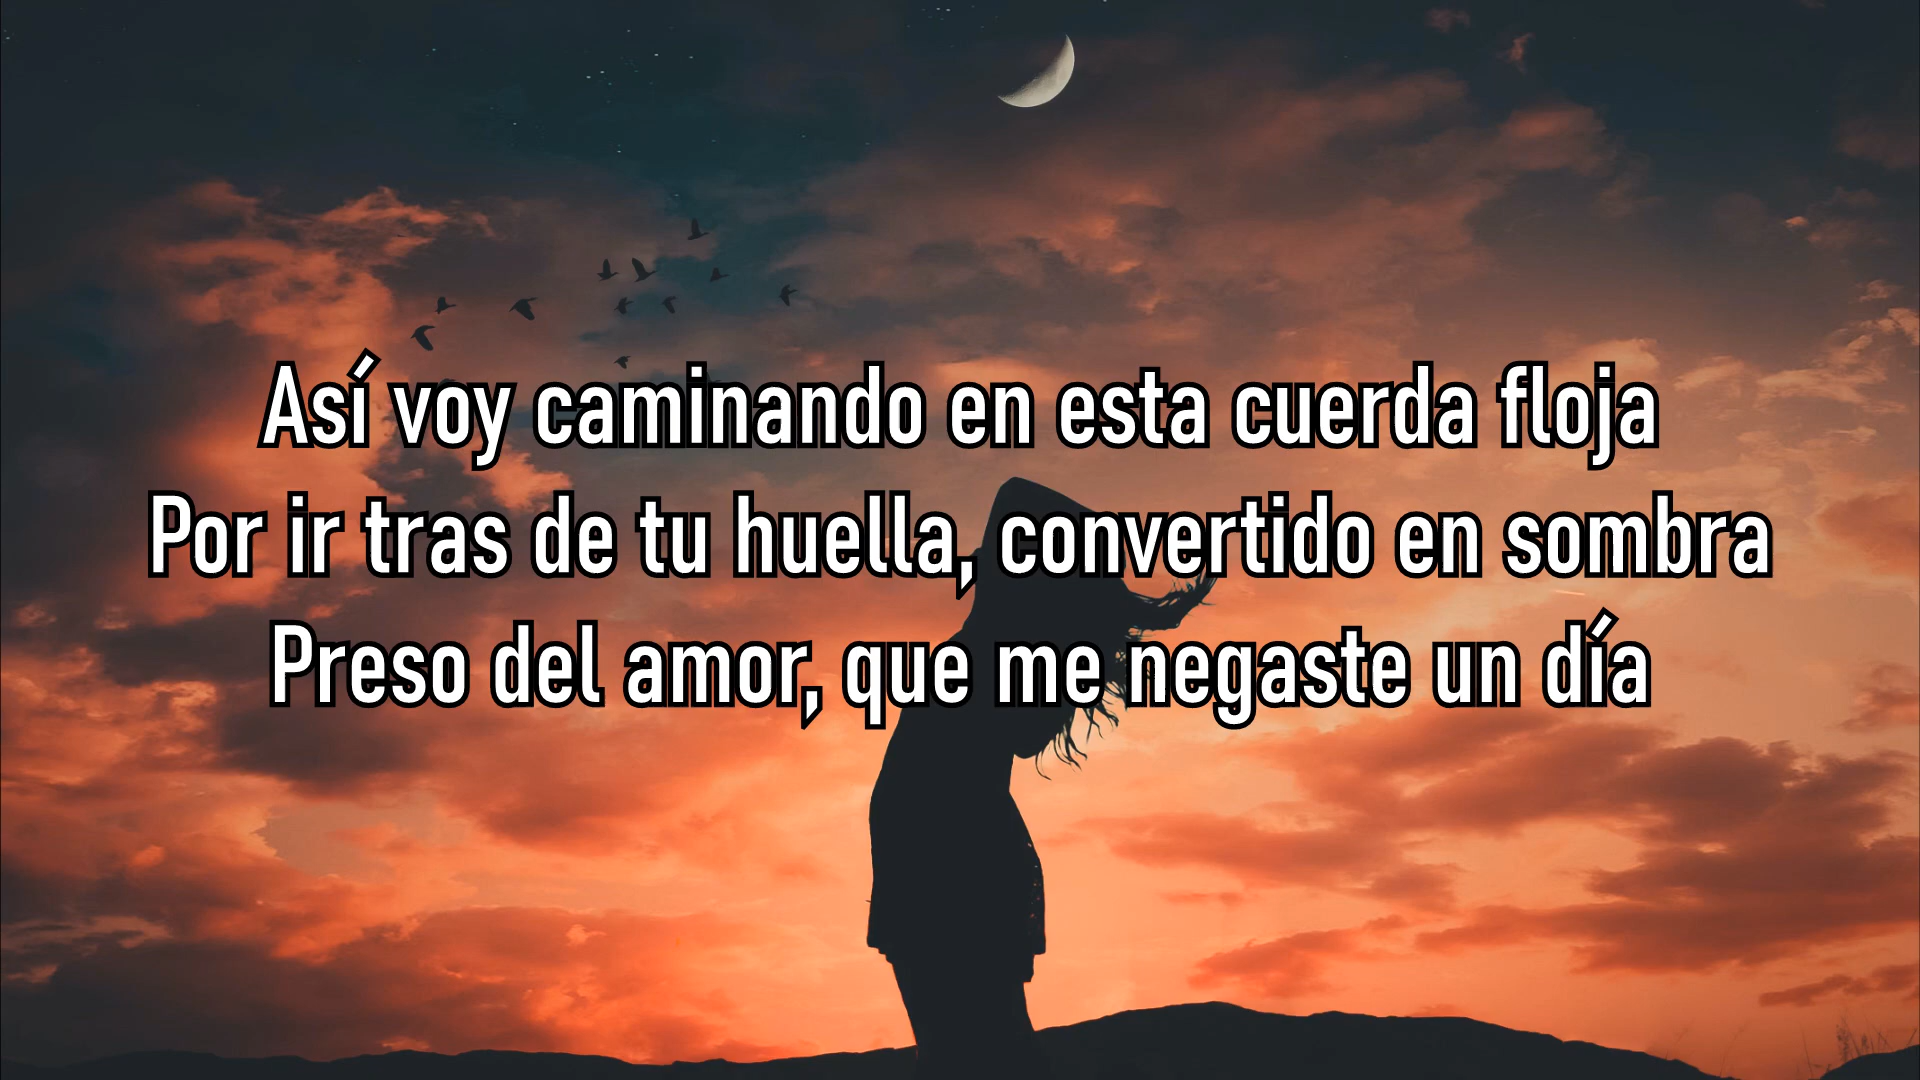 Así voy caminando en esta cuerda floja
Por ir tras de tu huella, convertido en sombra
Preso del amor, que me negaste un día